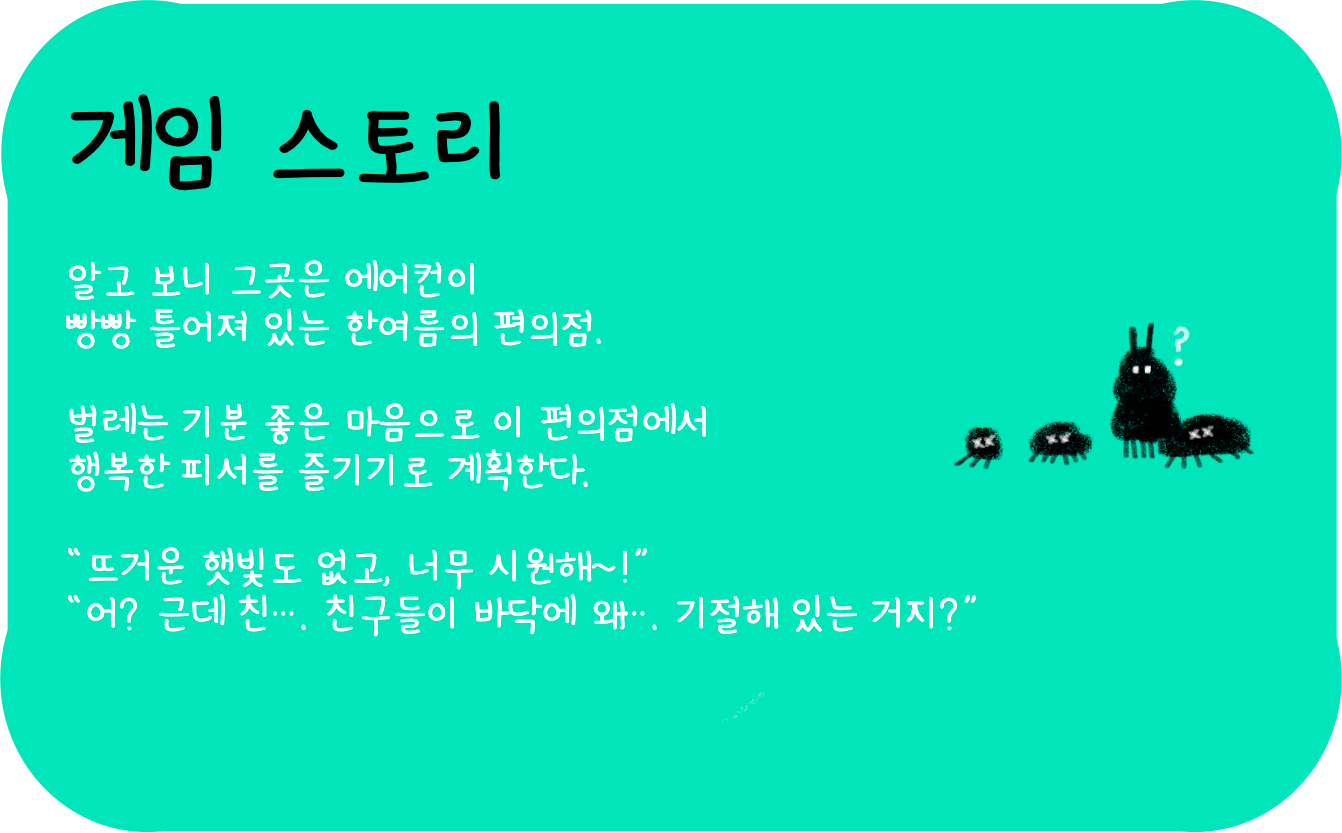 게임 스토리
알고 보니 그곳은 에어컨이
빵빵 틀어져 있는 한여름의 편의점.
벌레는 기분 좋은 마음으로 이 편의점에서
행복한 피서를 즐기기로 계획한다.
?
“뜨거운 햇빛도 없고, 너무 시원해~!”
“어? 근데 친…. 친구들이 바닥에 왜…. 기절해 있는 거지?”